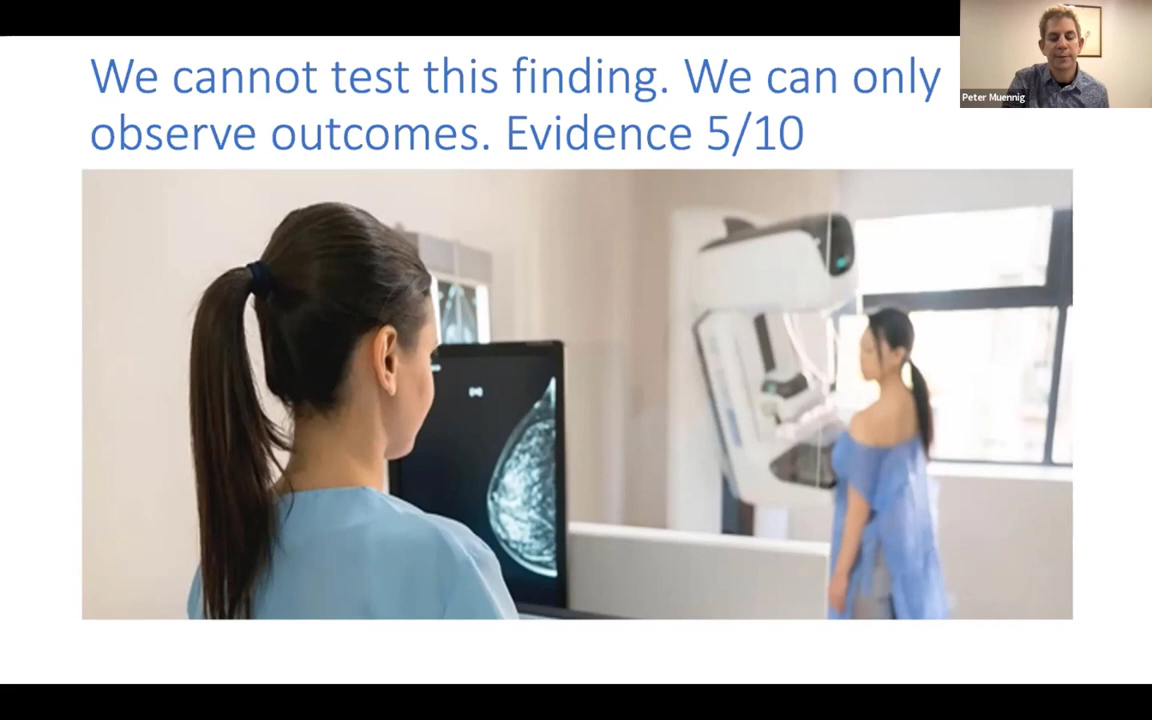 We cannot test this finding. We can only
observe outcomes. Evidence 5/10
Peter Muennig